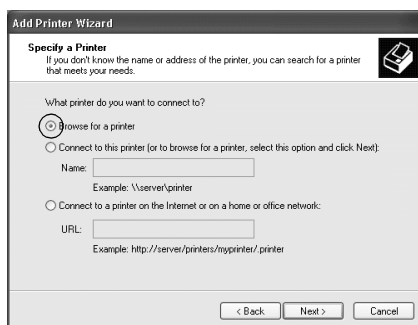 Add Printer Wizard
Specify a Printer
If you don't know the name or address of the printer, you can search for a printer
that meets your needs.
What printer do you want to connect to?
Browse for a printer
Connect to this printer (or to browse for a printer, select this option and click Next):
Name:
Example: \\server\printer
Connect to a printer on the Internet or on a home or office network:
URL:
Example: http://server/printers/myprinter/.printer
< Back Next > Cancel